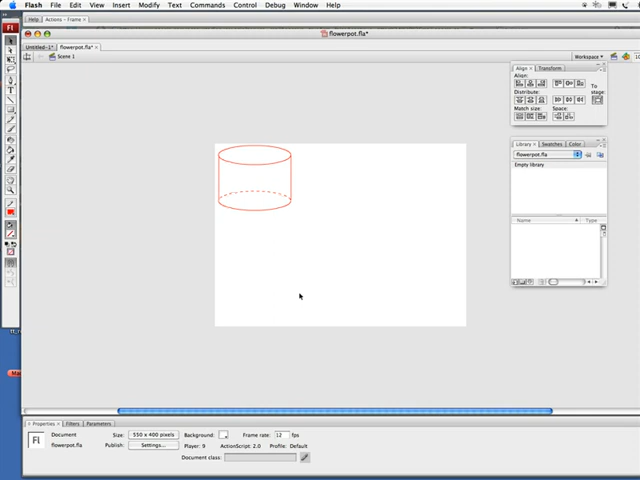 Flash File Edit View Insert Modify Text Commands Control Debug Window Help
Help Actions - Frame ×
flowerpot.fla*
Untitled-1* flowerpot.fla* ×
Scene 1
Workspace ▾
Fl
Align × Transform
Align:
Distribute:
To stage:
Match size: Space:
Library × Swatches Color
flowerpot.fla
Empty library
Name Type
Properties × Filters Parameters
Fl Document
flowerpot.fla
Size: 550 x 400 pixels Background: Frame rate: 12 fps
Publish: Settings... Player: 9 ActionScript: 2.0 Profile: Default
Document class: